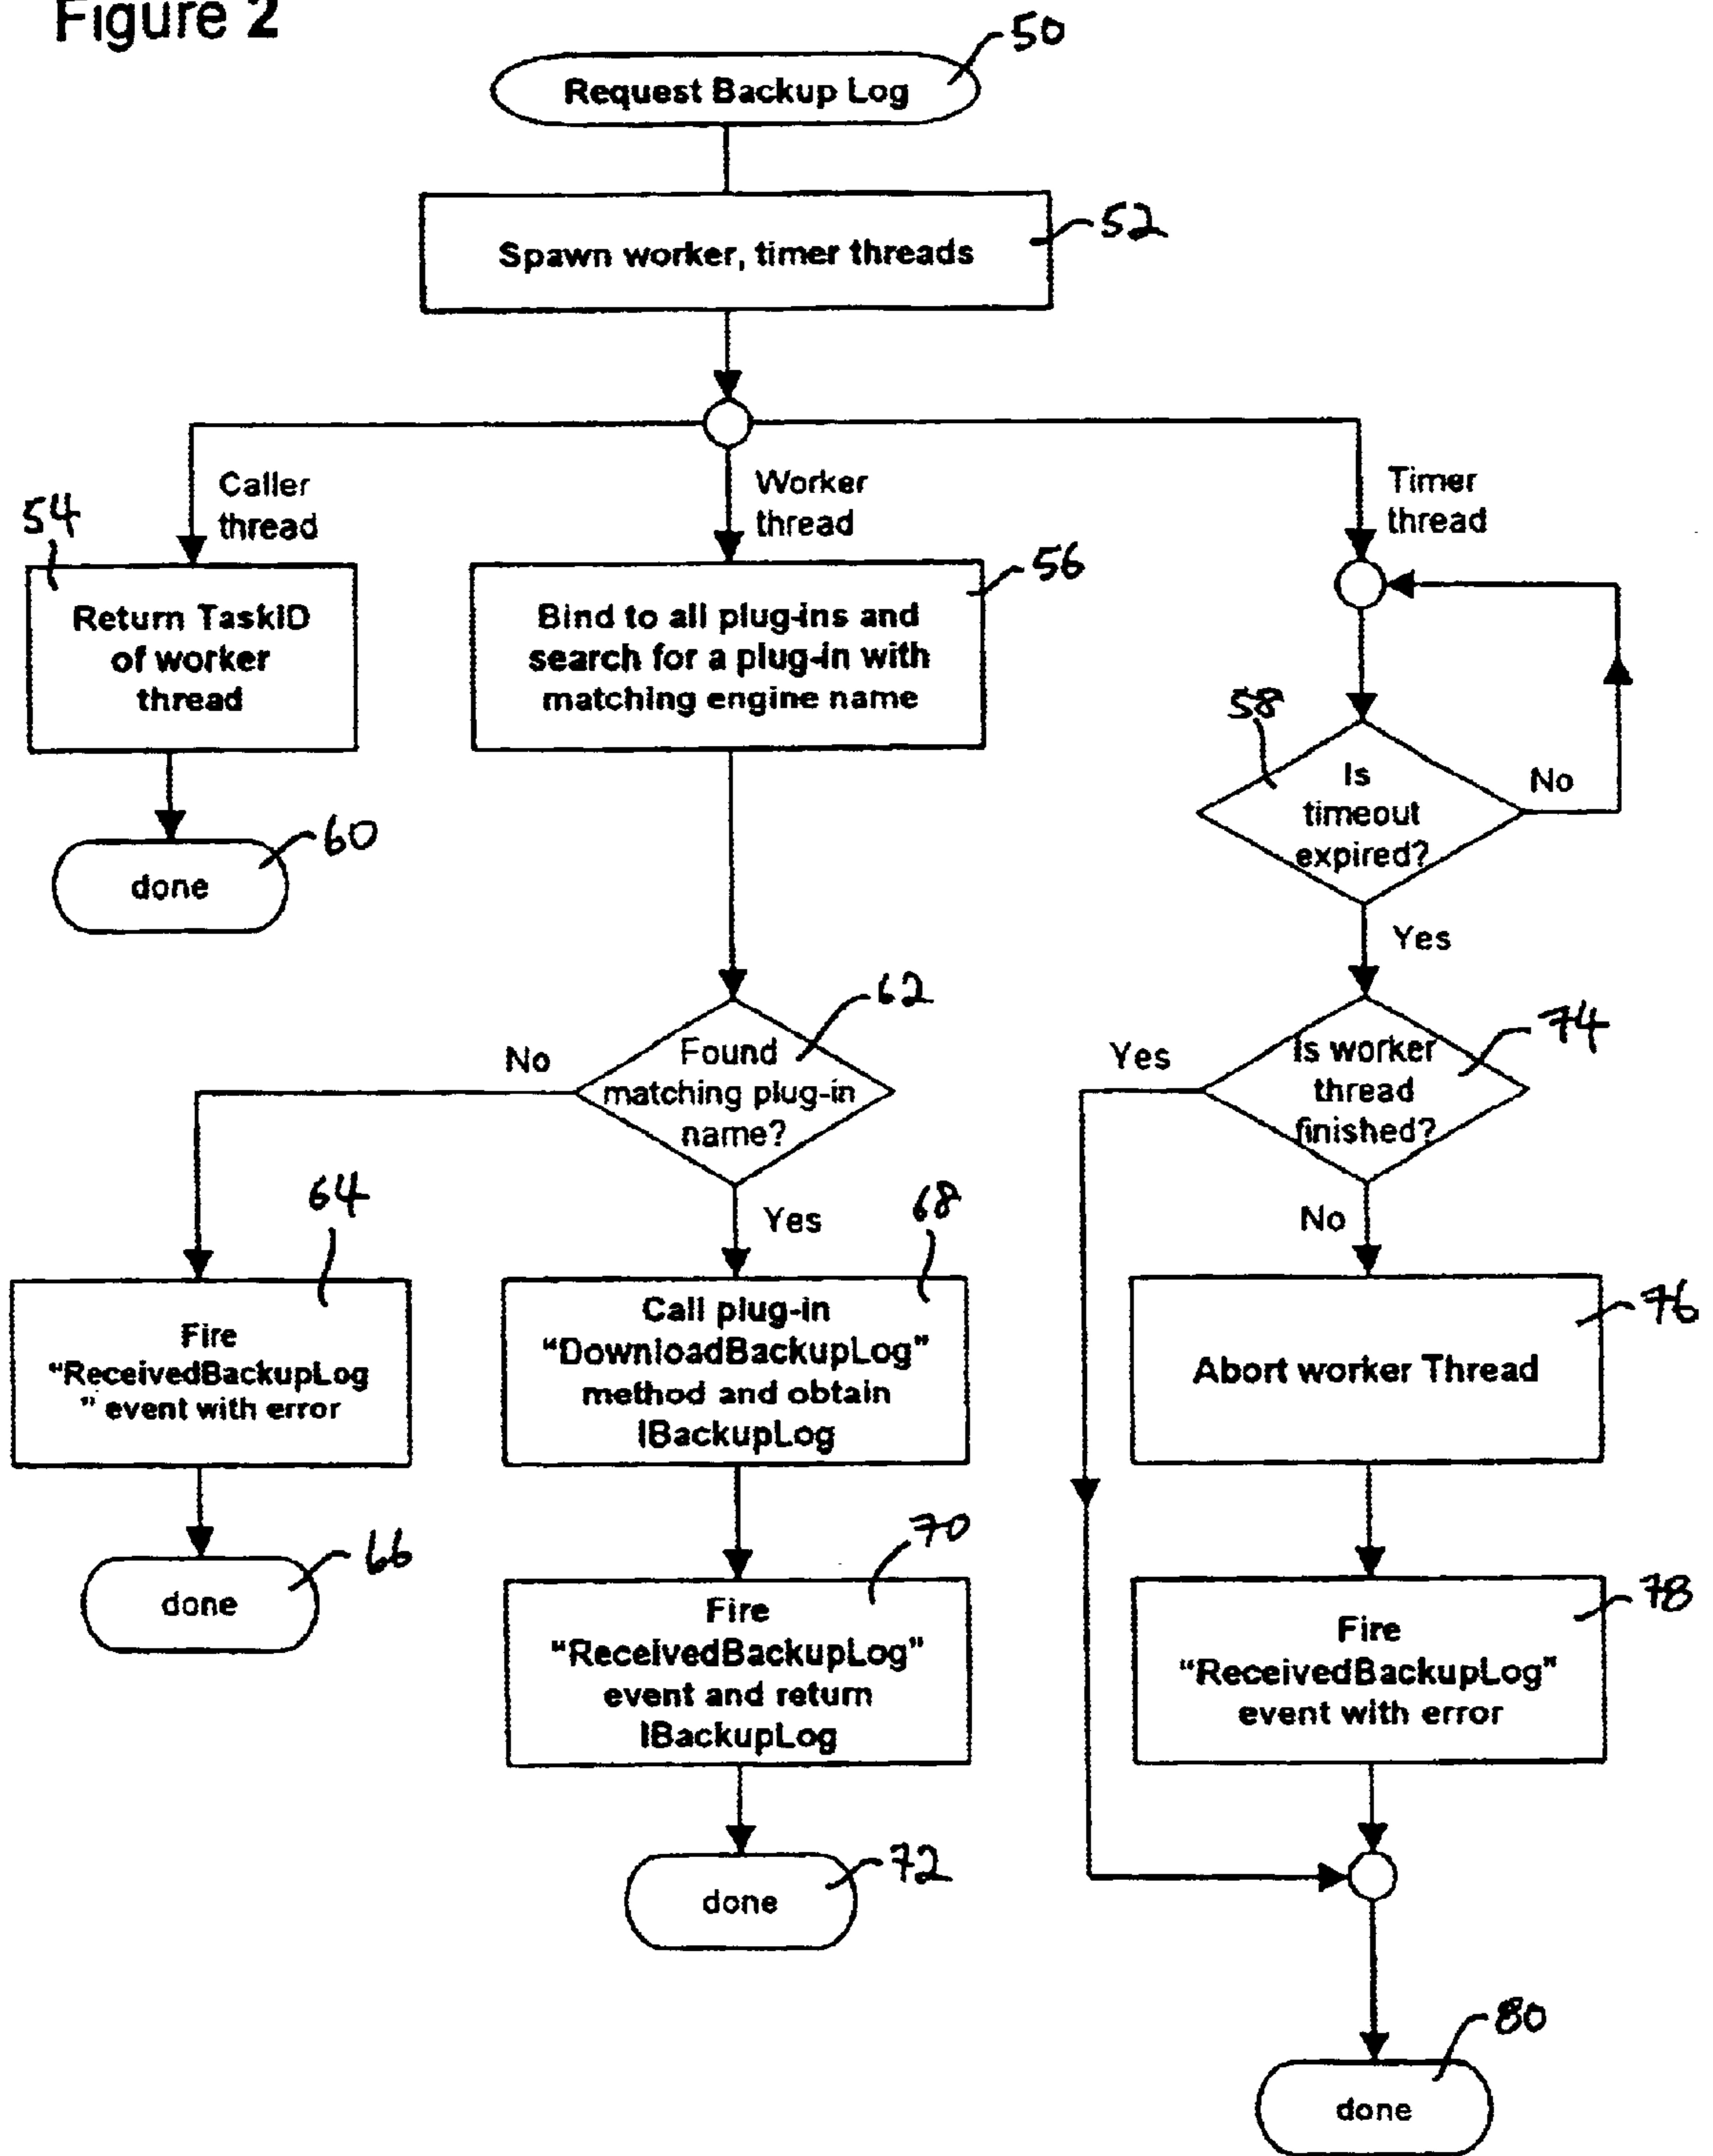 Figure 2
50
Request Backup Log
52
Spawn worker, timer threads
Caller
thread
Worker
thread
Timer
thread
54
Return TaskID
of worker
thread
56
Bind to all plug-ins and
search for a plug-in with
matching engine name
58
Is
timeout
expired?
No
Yes
60
done
62
Found
matching plug-in
name?
No
Yes
74
Is worker
thread
finished?
Yes
No
64
Fire
"ReceivedBackupLog
" event with error
66
done
68
Call plug-in
"DownloadBackupLog"
method and obtain
IBackupLog
70
Fire
"ReceivedBackupLog"
event and return
IBackupLog
72
done
76
Abort worker Thread
78
Fire
"ReceivedBackupLog"
event with error
80
done